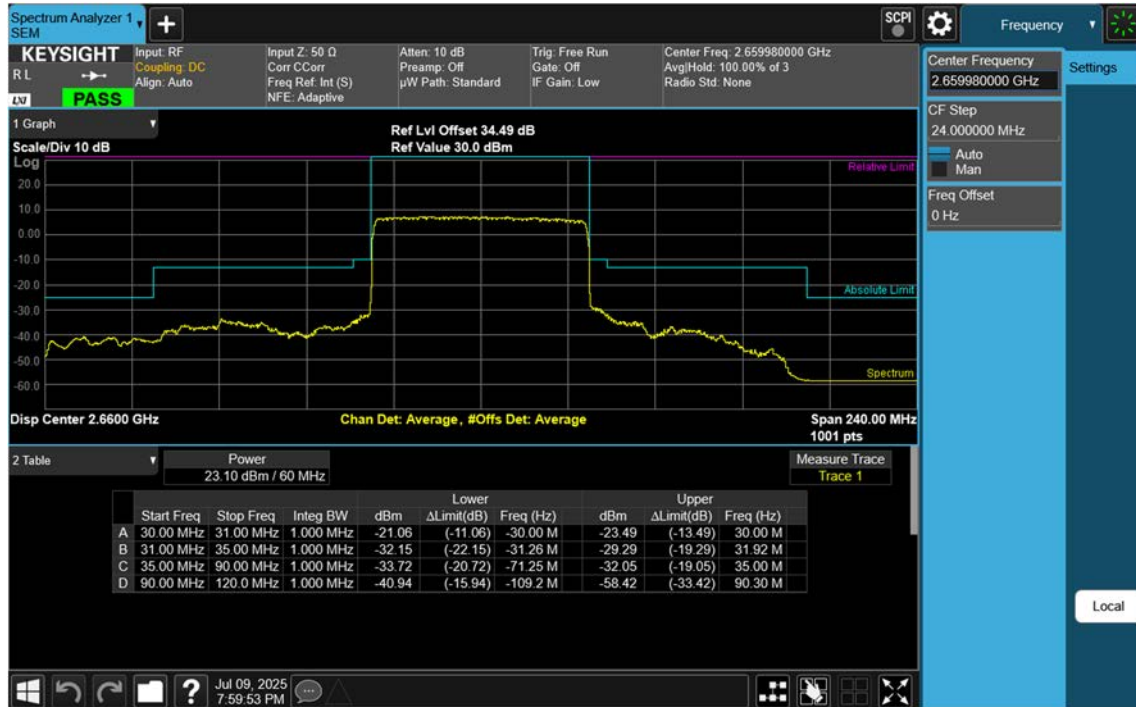 Spectrum Analyzer 1
SEM
SCPI
Frequency
KEYSIGHT
R L
LXI
PASS
Input: RF
Coupling: DC
Align: Auto
Input Z: 50 Ω
Corr CCorr
Freq Ref: Int (S)
NFE: Adaptive
Atten: 10 dB
Preamp: Off
µW Path: Standard
Trig: Free Run
Gate: Off
IF Gain: Low
Center Freq: 2.659980000 GHz
Avg|Hold: 100.00% of 3
Radio Std: None
Center Frequency
2.659980000 GHz
Settings
CF Step
24.000000 MHz
Auto
Man
Freq Offset
0 Hz
1 Graph
Scale/Div 10 dB
Ref Lvl Offset 34.49 dB
Ref Value 30.0 dBm
Log
Relative Limit
20.0
10.0
0.00
-10.0
-20.0
Absolute Limit
-30.0
-40.0
-50.0
Spectrum
-60.0
Disp Center 2.6600 GHz
Chan Det: Average, #Offs Det: Average
Span 240.00 MHz
1001 pts
2 Table
Power
23.10 dBm / 60 MHz
Measure Trace
Trace 1
Lower Upper
Start Freq Stop Freq Integ BW dBm ΔLimit(dB) Freq (Hz) dBm ΔLimit(dB) Freq (Hz)
A 30.00 MHz 31.00 MHz 1.000 MHz -21.06 (-11.06) -30.00 M -23.49 (-13.49) 30.00 M
B 31.00 MHz 35.00 MHz 1.000 MHz -32.15 (-22.15) -31.26 M -29.29 (-19.29) 31.92 M
C 35.00 MHz 90.00 MHz 1.000 MHz -33.72 (-20.72) -71.25 M -32.05 (-19.05) 35.00 M
D 90.00 MHz 120.0 MHz 1.000 MHz -40.94 (-15.94) -109.2 M -58.42 (-33.42) 90.30 M
Local
?
Jul 09, 2025
7:59:53 PM